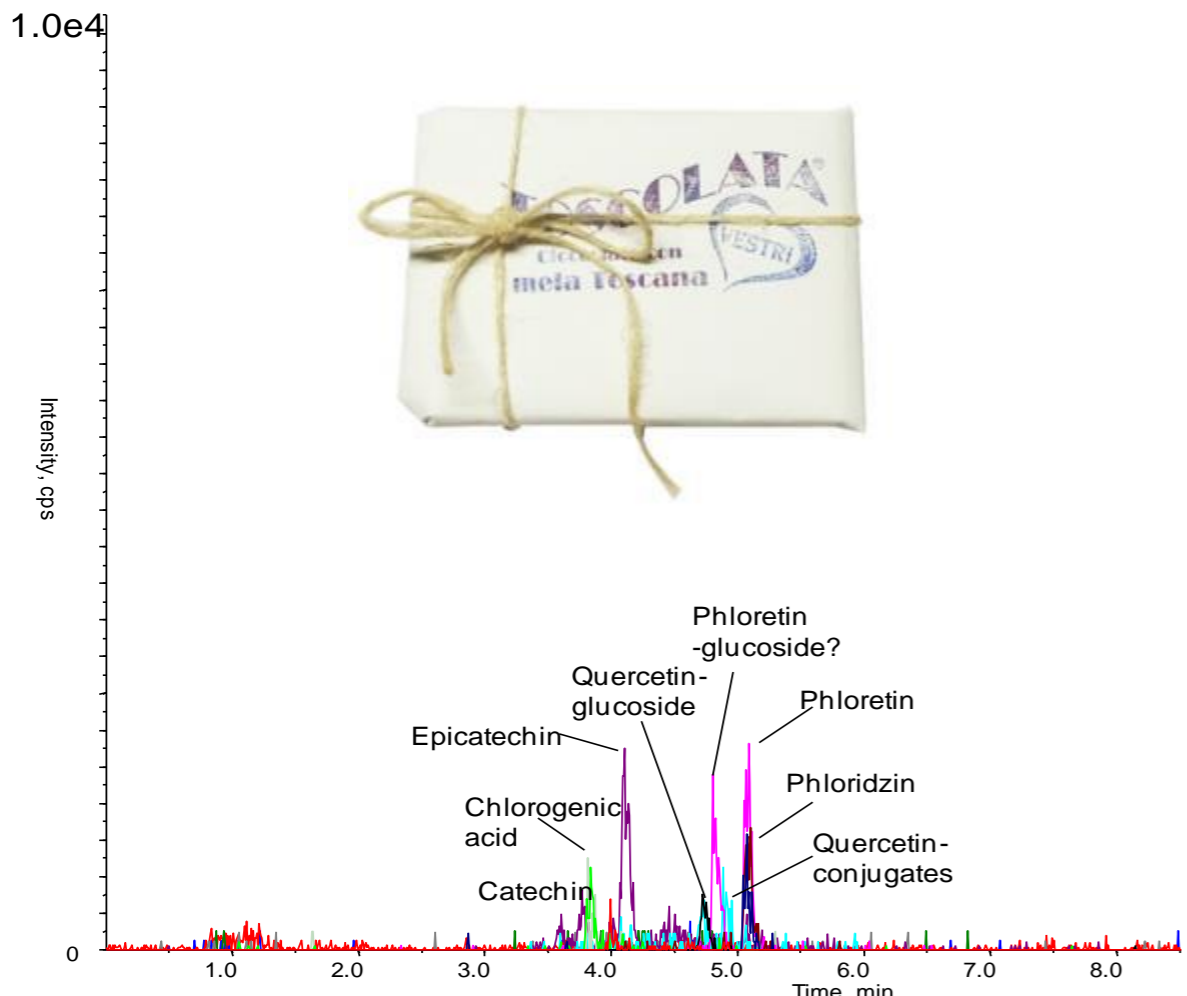 1.0e4
VESTRI
mela Toscana
Intensity, cps
Phloretin
-glucoside?
Quercetin-
glucoside
Phloretin
Epicatechin
Phloridzin
Chlorogenic
acid
Quercetin-
conjugates
Catechin
0
1.0 2.0 3.0 4.0 5.0 6.0 7.0 8.0
Time, min